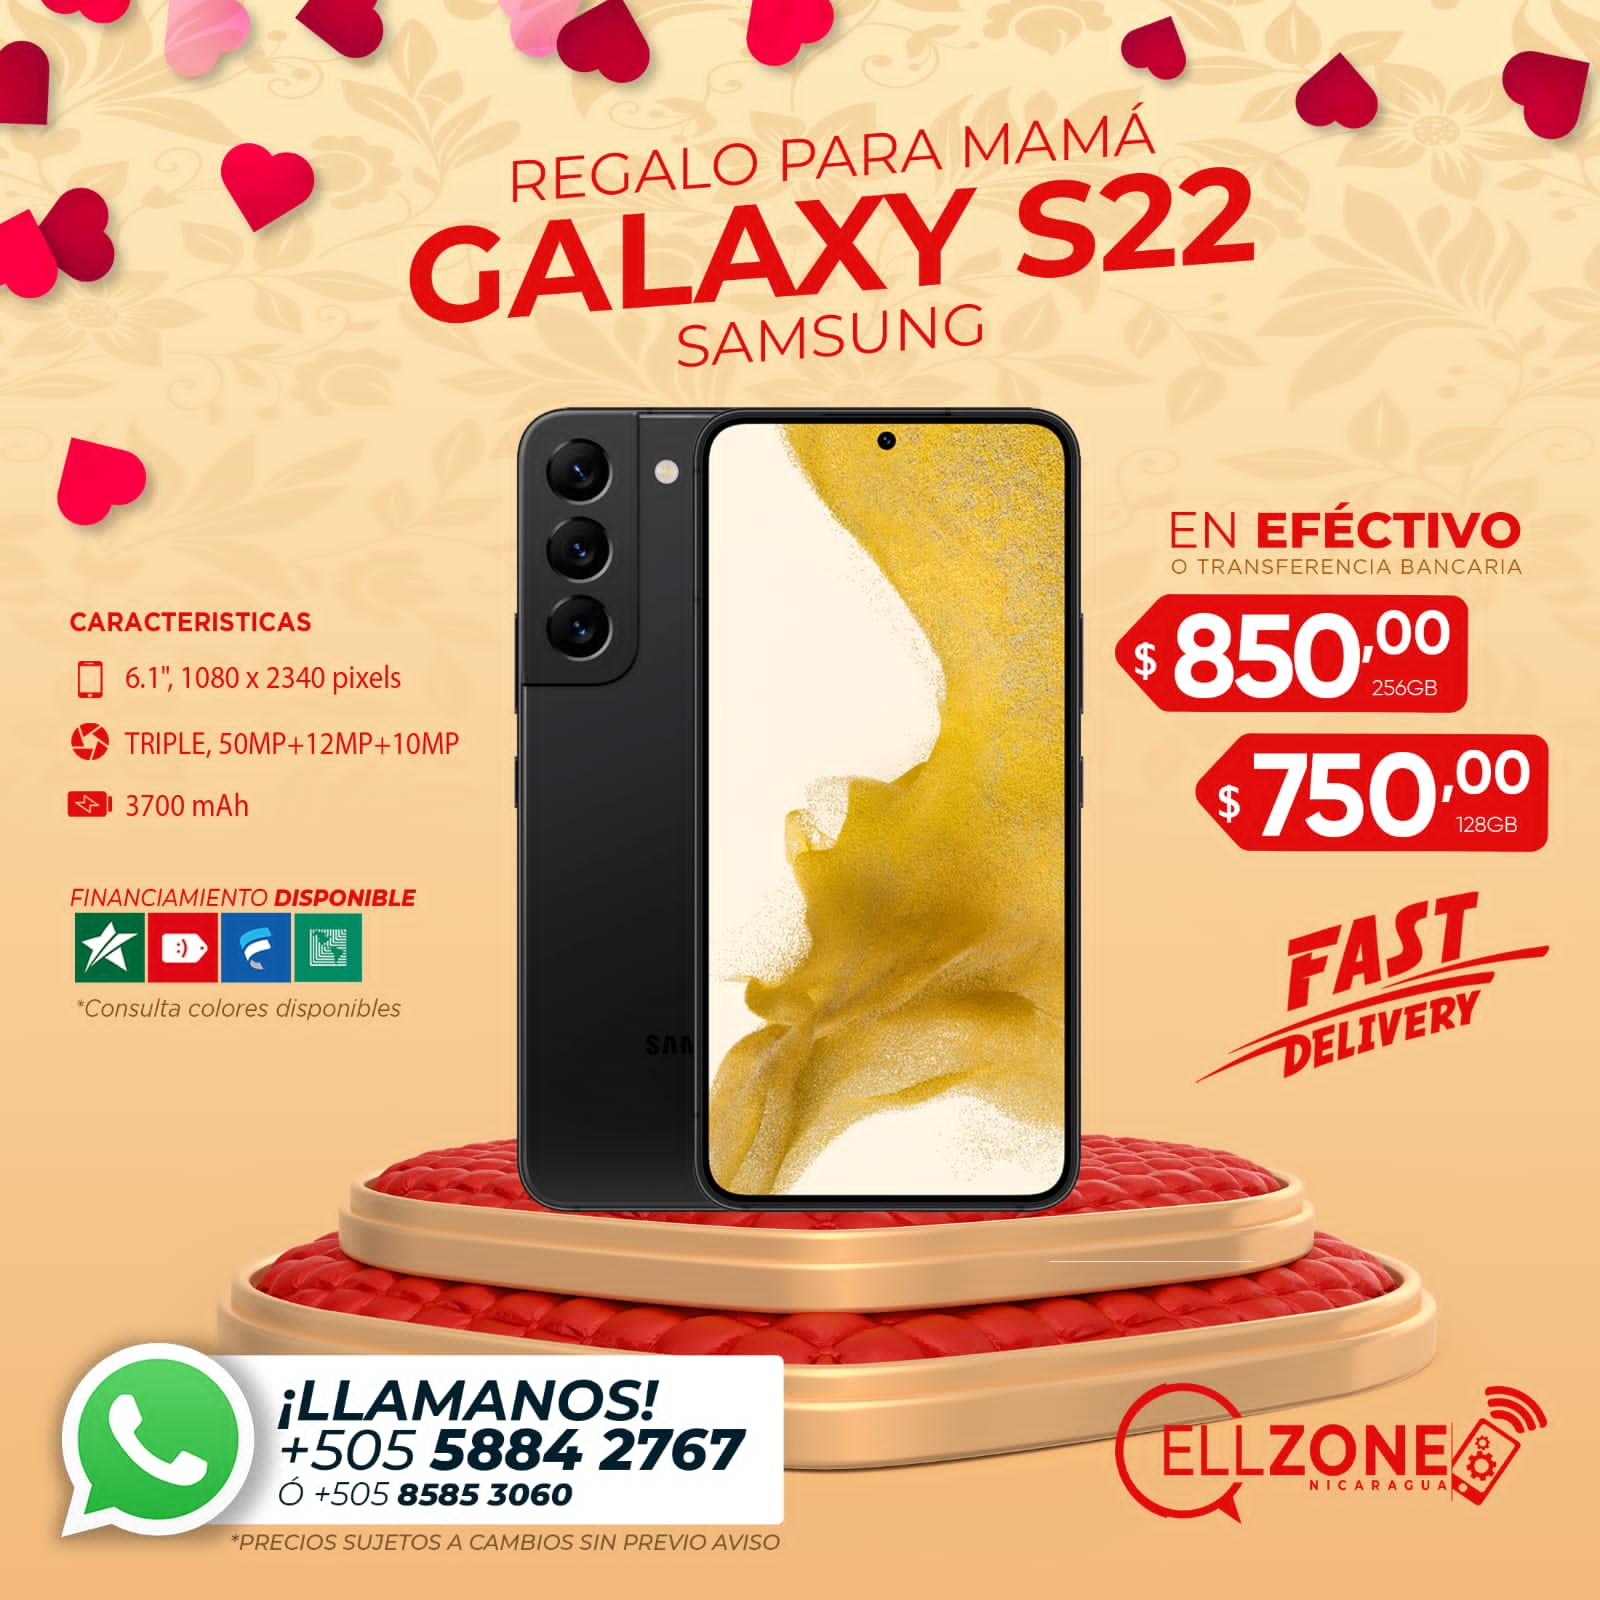 REGALO PARA MAMÁ
GALAXY S22
SAMSUNG
EN EFÉCTIVO
O TRANSFERENCIA BANCARIA
$ 850,00
256GB
$ 750,00
128GB
CARACTERISTICAS
6.1", 1080 x 2340 pixels
TRIPLE, 50MP+12MP+10MP
3700 mAh
FINANCIAMIENTO DISPONIBLE
:)
*Consulta colores disponibles
FAST
DELIVERY
SAM
¡LLAMANOS!
+505 5884 2767
Ó +505 8585 3060
*PRECIOS SUJETOS A CAMBIOS SIN PREVIO AVISO
CELLZONE
NICARAGUA